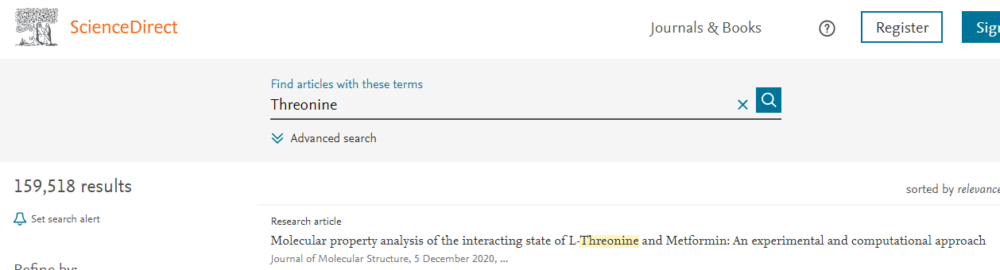 ScienceDirect
Journals & Books
Register
Find articles with these terms
Threonine
Advanced search
159,518 results
sorted by relevance
Set search alert
Research article
Molecular property analysis of the interacting state of L-Threonine and Metformin: An experimental and computational approach
Journal of Molecular Structure, 5 December 2020, ...
Refine by: